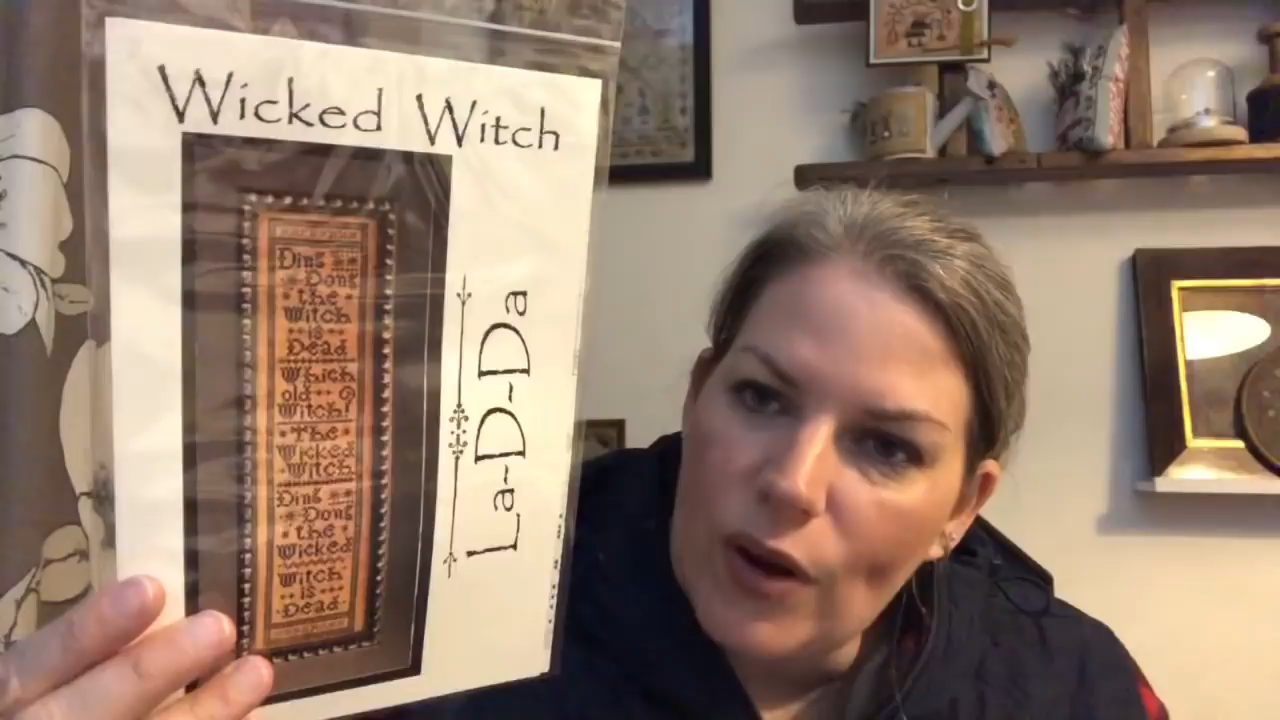 Wicked Witch
Ding
Dong
the
Witch
is
Dead
Which
old
Witch?
The
Wicked
Witch
Ding
Dong
the
Wicked
Witch
is
Dead
La-D-Da